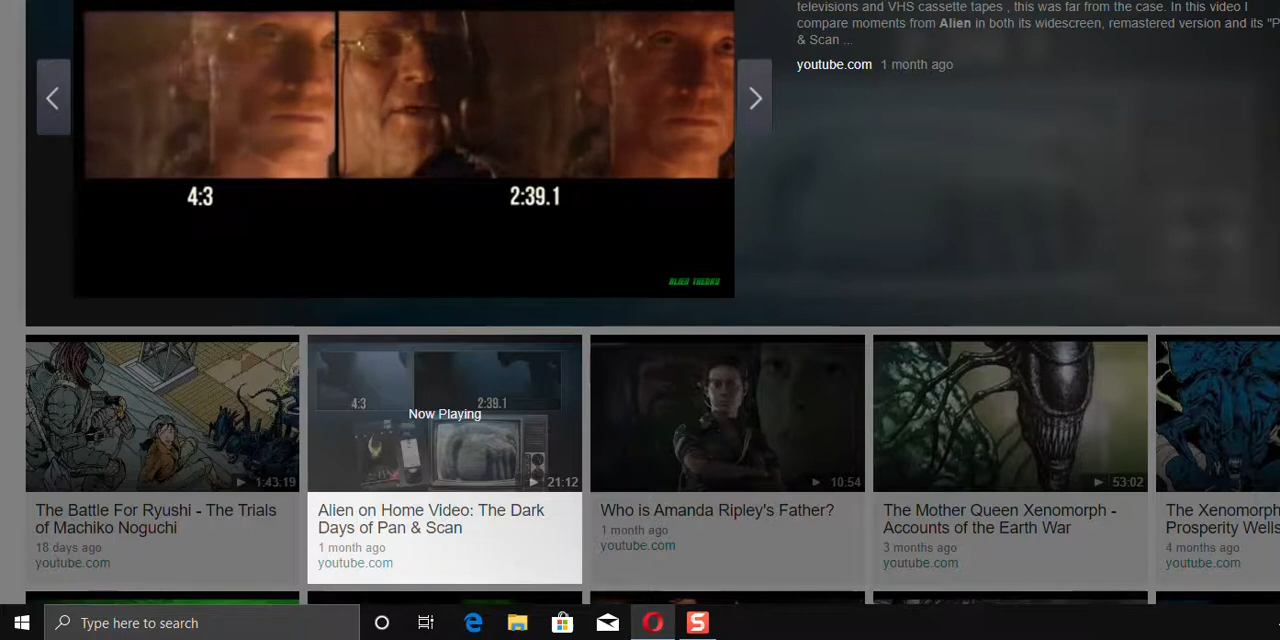 televisions and VHS cassette tapes , this was far from the case. In this video I
compare moments from Alien in both its widescreen, remastered version and its "P
& Scan ...
youtube.com 1 month ago
4:3
2:39.1
ALIEN THEORY
4:3
2:39.1
Now Playing
1:43:19
21:12
10:54
53:02
The Battle For Ryushi - The Trials
of Machiko Noguchi
18 days ago
youtube.com
Alien on Home Video: The Dark
Days of Pan & Scan
1 month ago
youtube.com
Who is Amanda Ripley's Father?
1 month ago
youtube.com
The Mother Queen Xenomorph -
Accounts of the Earth War
3 months ago
youtube.com
The Xenomorph
Prosperity Wells
4 months ago
youtube.com
Type here to search